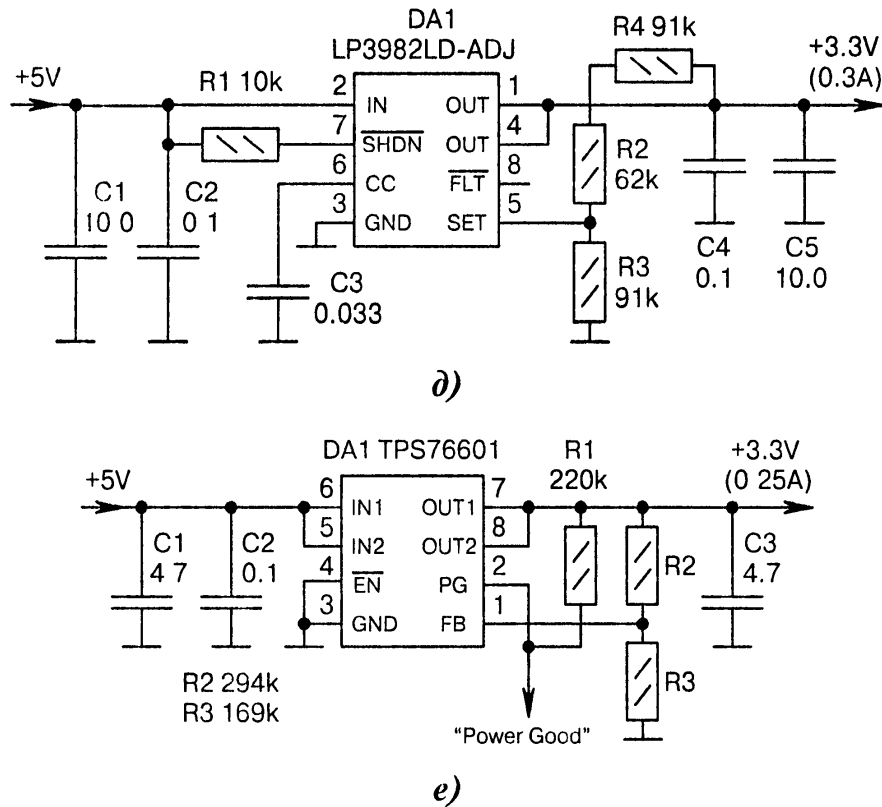 DA1
LP3982LD-ADJ
R4 91k
+3.3V
(0.3A)
+5V
R1 10k
2 IN OUT 1
7 SHDN OUT 4
6 CC FLT 8
3 GND SET 5
R2
62k
C1
10 0
C2
0 1
C3
0.033
R3
91k
C4
0.1
C5
10.0
д)
DA1 TPS76601
R1
220k
+3.3V
(0 25A)
+5V
6 IN1 OUT1 7
5 IN2 OUT2 8
4 EN PG 2
3 GND FB 1
C1
4 7
C2
0.1
R2
C3
4.7
R2 294k
R3 169k
R3
"Power Good"
е)